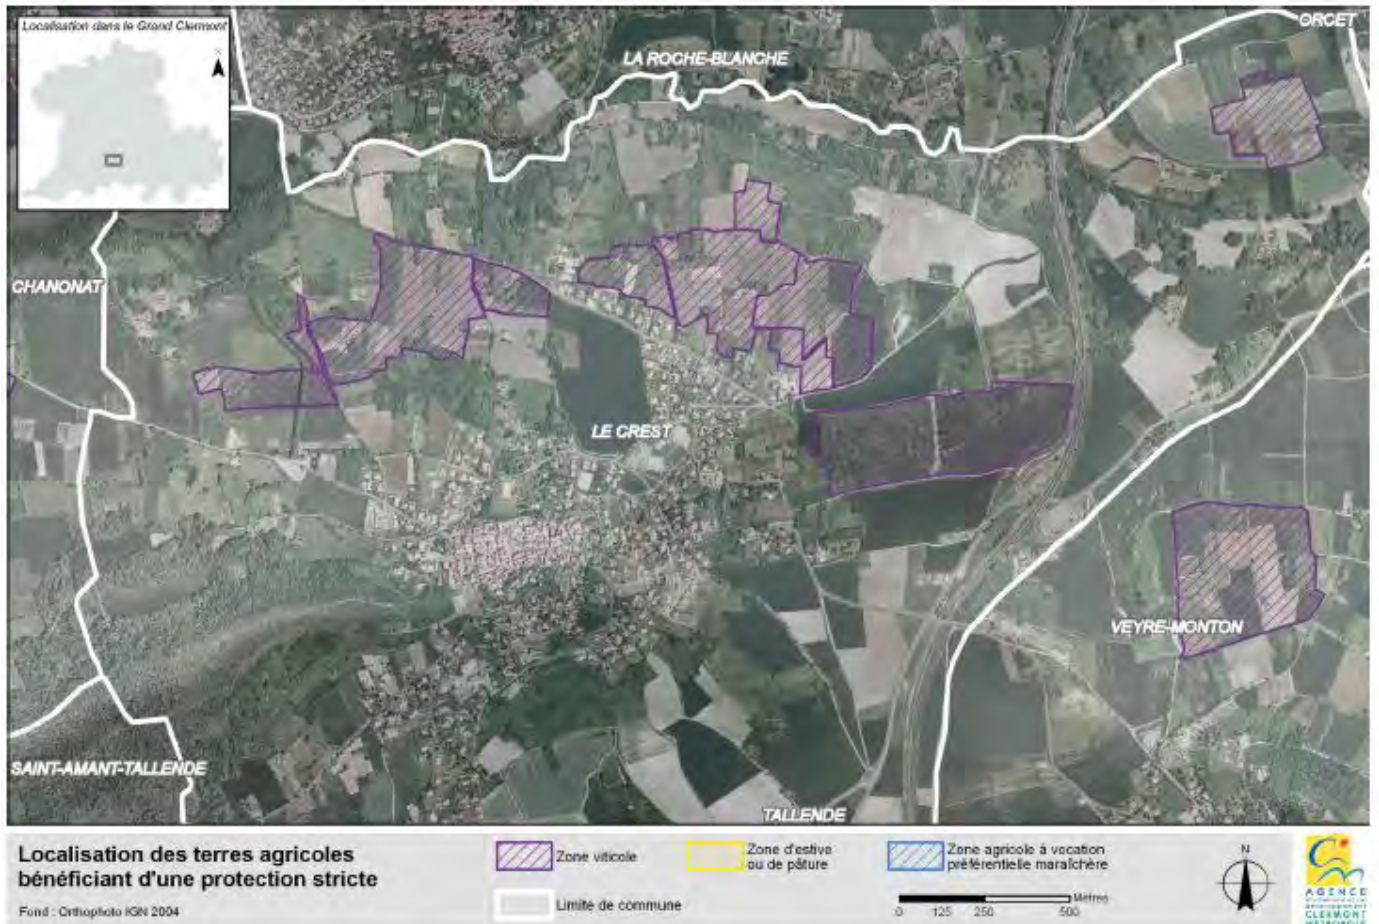 Localisation dans le Grand Clermont
N
ORCET
LA ROCHE-BLANCHE
CHANONAT
LE CREST
VEYRE-MONTON
SAINT-AMANT-TALLENDE
TALLENDE
Localisation des terres agricoles
bénéficiant d'une protection stricte
Fond : Orthophoto IGN 2004
Zone viticole
Limite de commune
Zone d'estive
ou de pâture
Zone agricole à vocation
préférentielle maraîchère
Mètres
0 125 250 500
N
AGENCE
CLERMONT